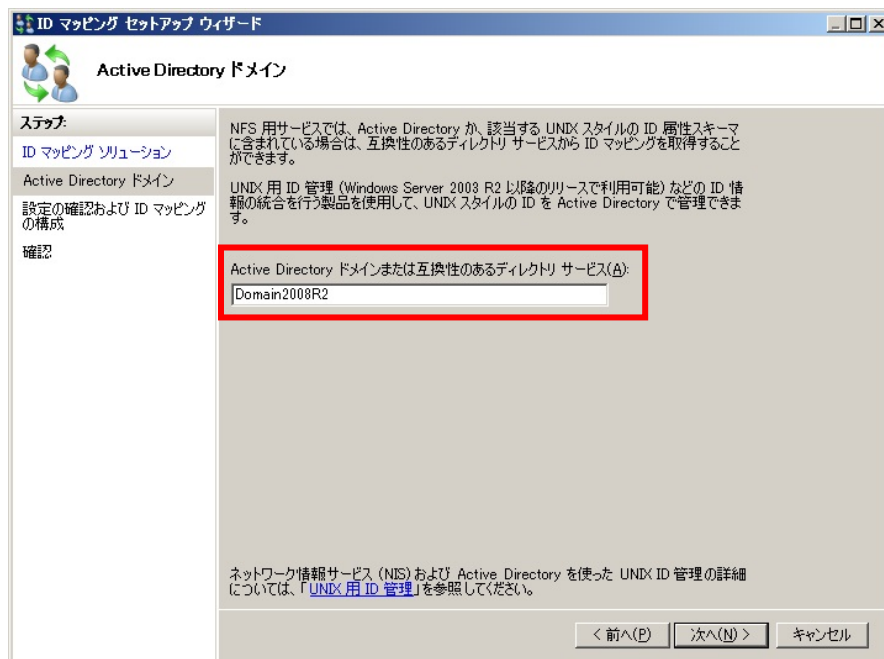 ID マッピング セットアップ ウィザード
Active Directory ドメイン
ステップ:
ID マッピング ソリューション
Active Directory ドメイン
設定の確認および ID マッピング
の構成
確認
NFS 用サービスでは、Active Directory か、該当する UNIX スタイルの ID 属性スキーマ
に含まれている場合は、互換性のあるディレクトリ サービスから ID マッピングを取得すること
ができます。
UNIX 用 ID 管理 (Windows Server 2003 R2 以降のリリースで利用可能) などの ID 情
報の統合を行う製品を使用して、UNIX スタイルの ID を Active Directory で管理できま
す。
Active Directory ドメインまたは互換性のあるディレクトリ サービス(A):
Domain2008R2
ネットワーク情報サービス (NIS) および Active Directory を使った UNIX ID 管理の詳細
については、「UNIX 用 ID 管理」を参照してください。
< 前へ(P)
次へ(N) >
キャンセル